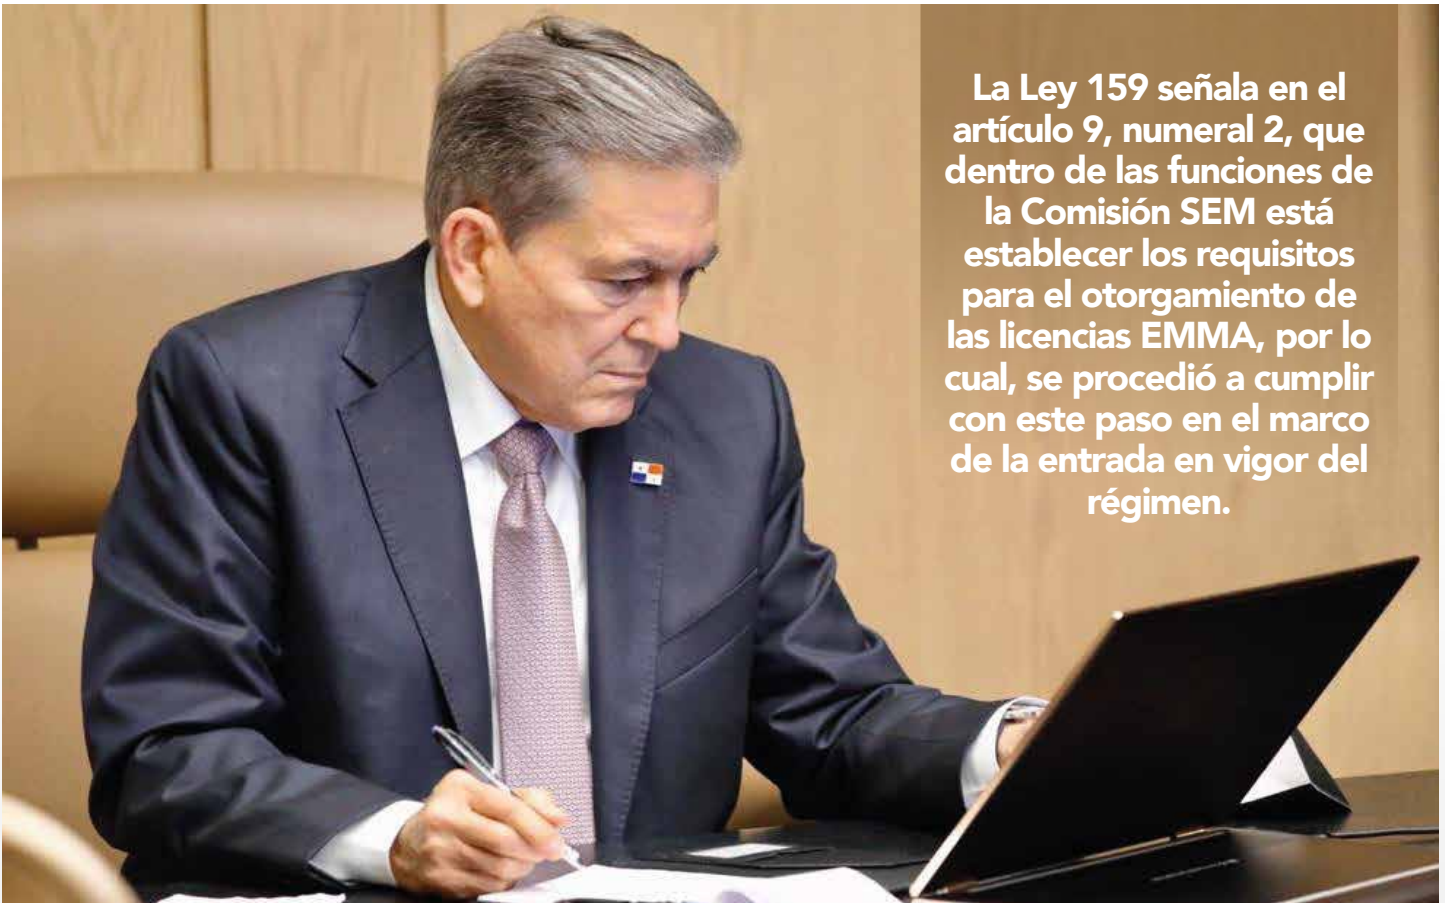 La Ley 159 señala en el
artículo 9, numeral 2, que
dentro de las funciones de
la Comisión SEM está
establecer los requisitos
para el otorgamiento de
las licencias EMMA, por lo
cual, se procedió a cumplir
con este paso en el marco
de la entrada en vigor del
régimen.